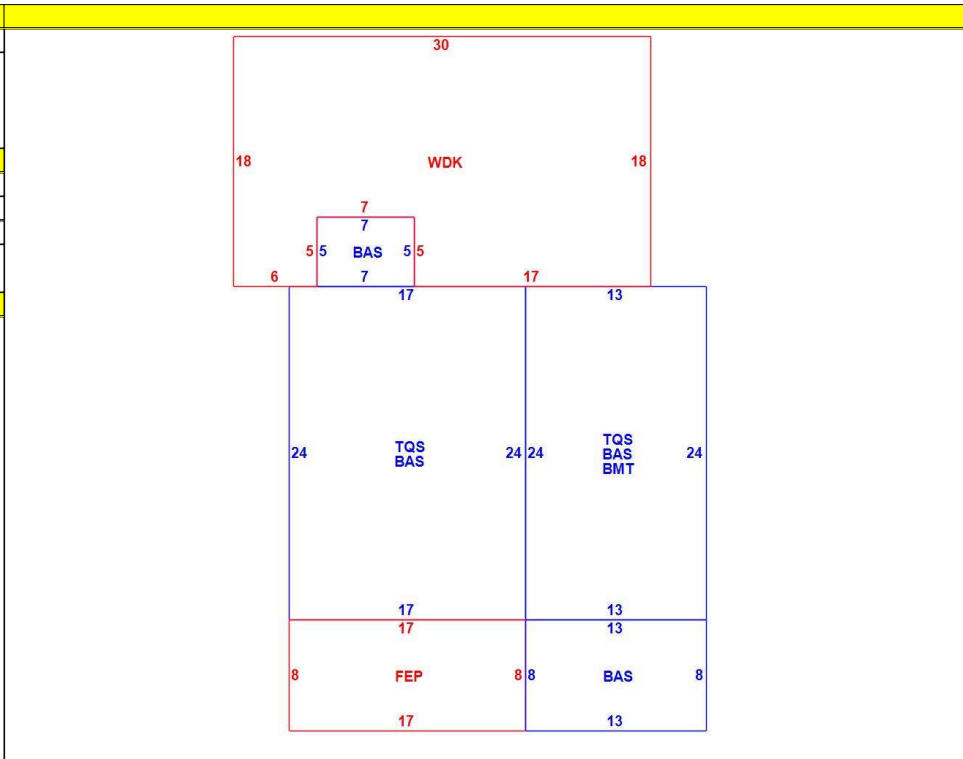 30
18 WDK 18
7
7
5 5 BAS 5 5
6 7 17
17 13
24 TQS 24 24 TQS 24
BAS BAS
BMT
17 13
17 13
8 FEP 8 8 BAS 8
17 13